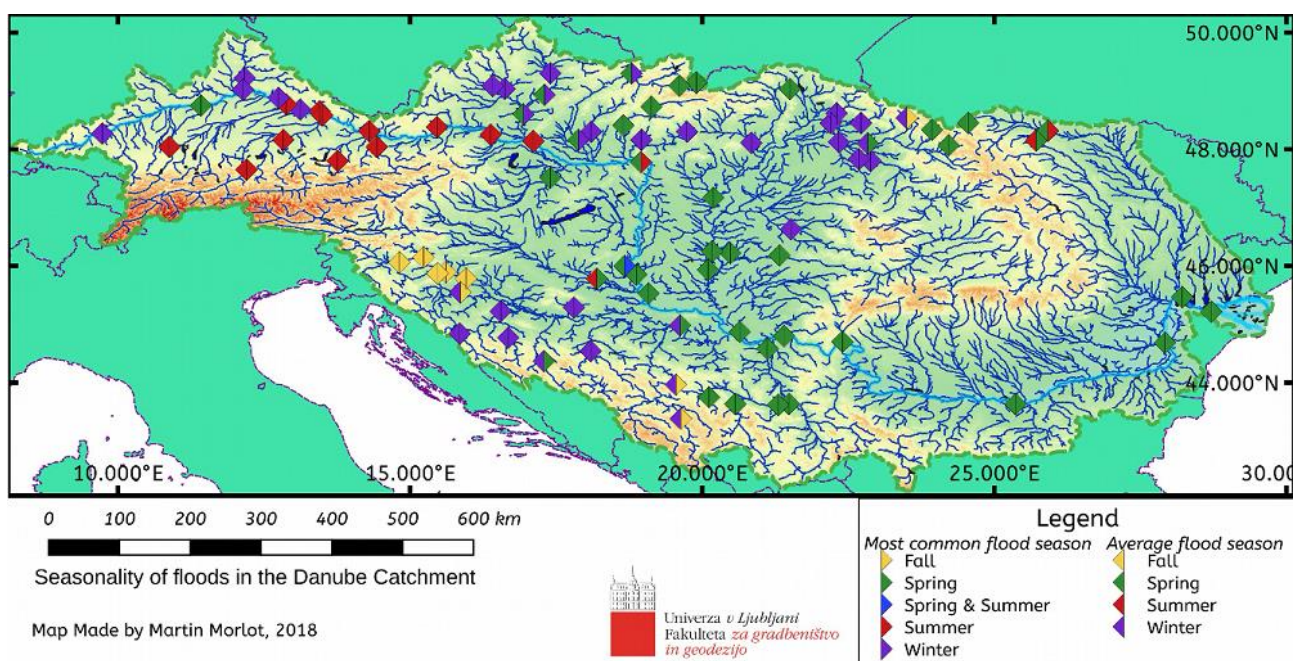 50.000°N
48.000°N
46.000°N
44.000°N
10.000°E 15.000°E 20.000°E 25.000°E 30.00
0 100 200 300 400 500 600 km
Seasonality of floods in the Danube Catchment
Map Made by Martin Morlot, 2018
Univerza v Ljubljani
Fakulteta za gradbeništvo
in geodezijo
Legend
Most common flood season
Fall
Spring
Spring & Summer
Summer
Winter
Average flood season
Fall
Spring
Summer
Winter